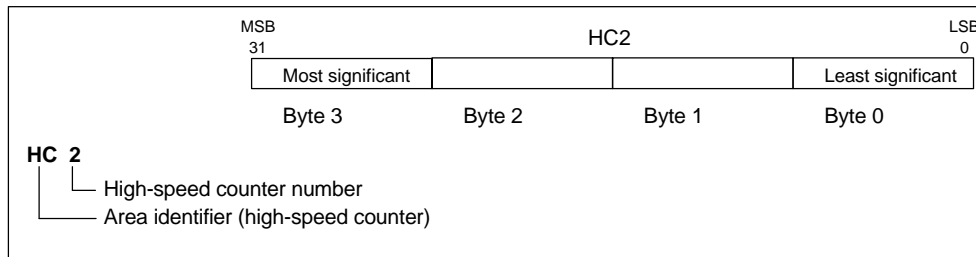 MSB
LSB
HC2
31
0
Most significant
Least significant
Byte 3
Byte 2
Byte 1
Byte 0
HC 2
High-speed counter number
Area identifier (high-speed counter)